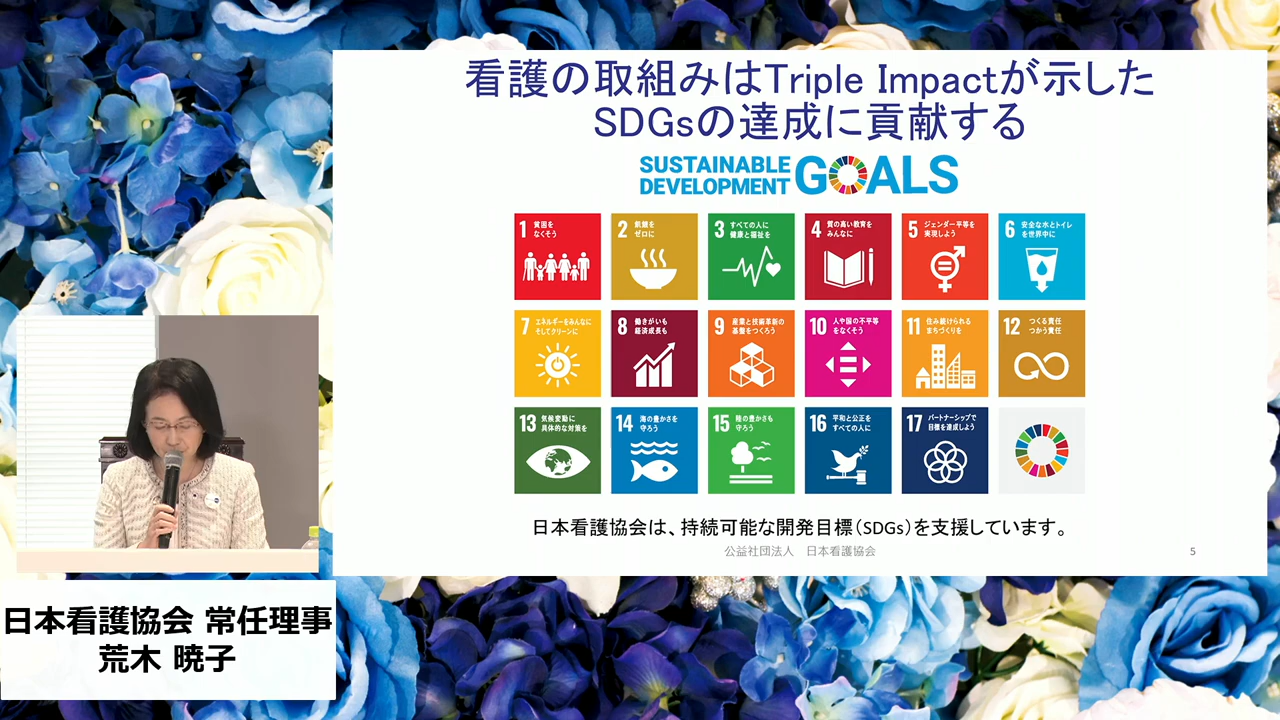 看護の取組みはTriple Impactが示した
SDGsの達成に貢献する
SUSTAINABLE
DEVELOPMENT
GOALS
1 貧困を
なくそう
2 飢餓を
ゼロに
3 すべての人に
健康と福祉を
4 質の高い教育を
みんなに
5 ジェンダー平等を
実現しよう
6 安全な水とトイレ
を世界中に
7 エネルギーをみんなに
そしてクリーンに
8 働きがいも
経済成長も
9 産業と技術革新の
基盤をつくろう
10 人や国の不平等
をなくそう
11 住み続けられる
まちづくりを
12 つくる責任
つかう責任
13 気候変動に
具体的な対策を
14 海の豊かさを
守ろう
15 陸の豊かさも
守ろう
16 平和と公正を
すべての人に
17 パートナーシップで
目標を達成しよう
日本看護協会は、持続可能な開発目標（SDGs）を支援しています。
公益社団法人　日本看護協会
5
日本看護協会 常任理事
荒木 暁子